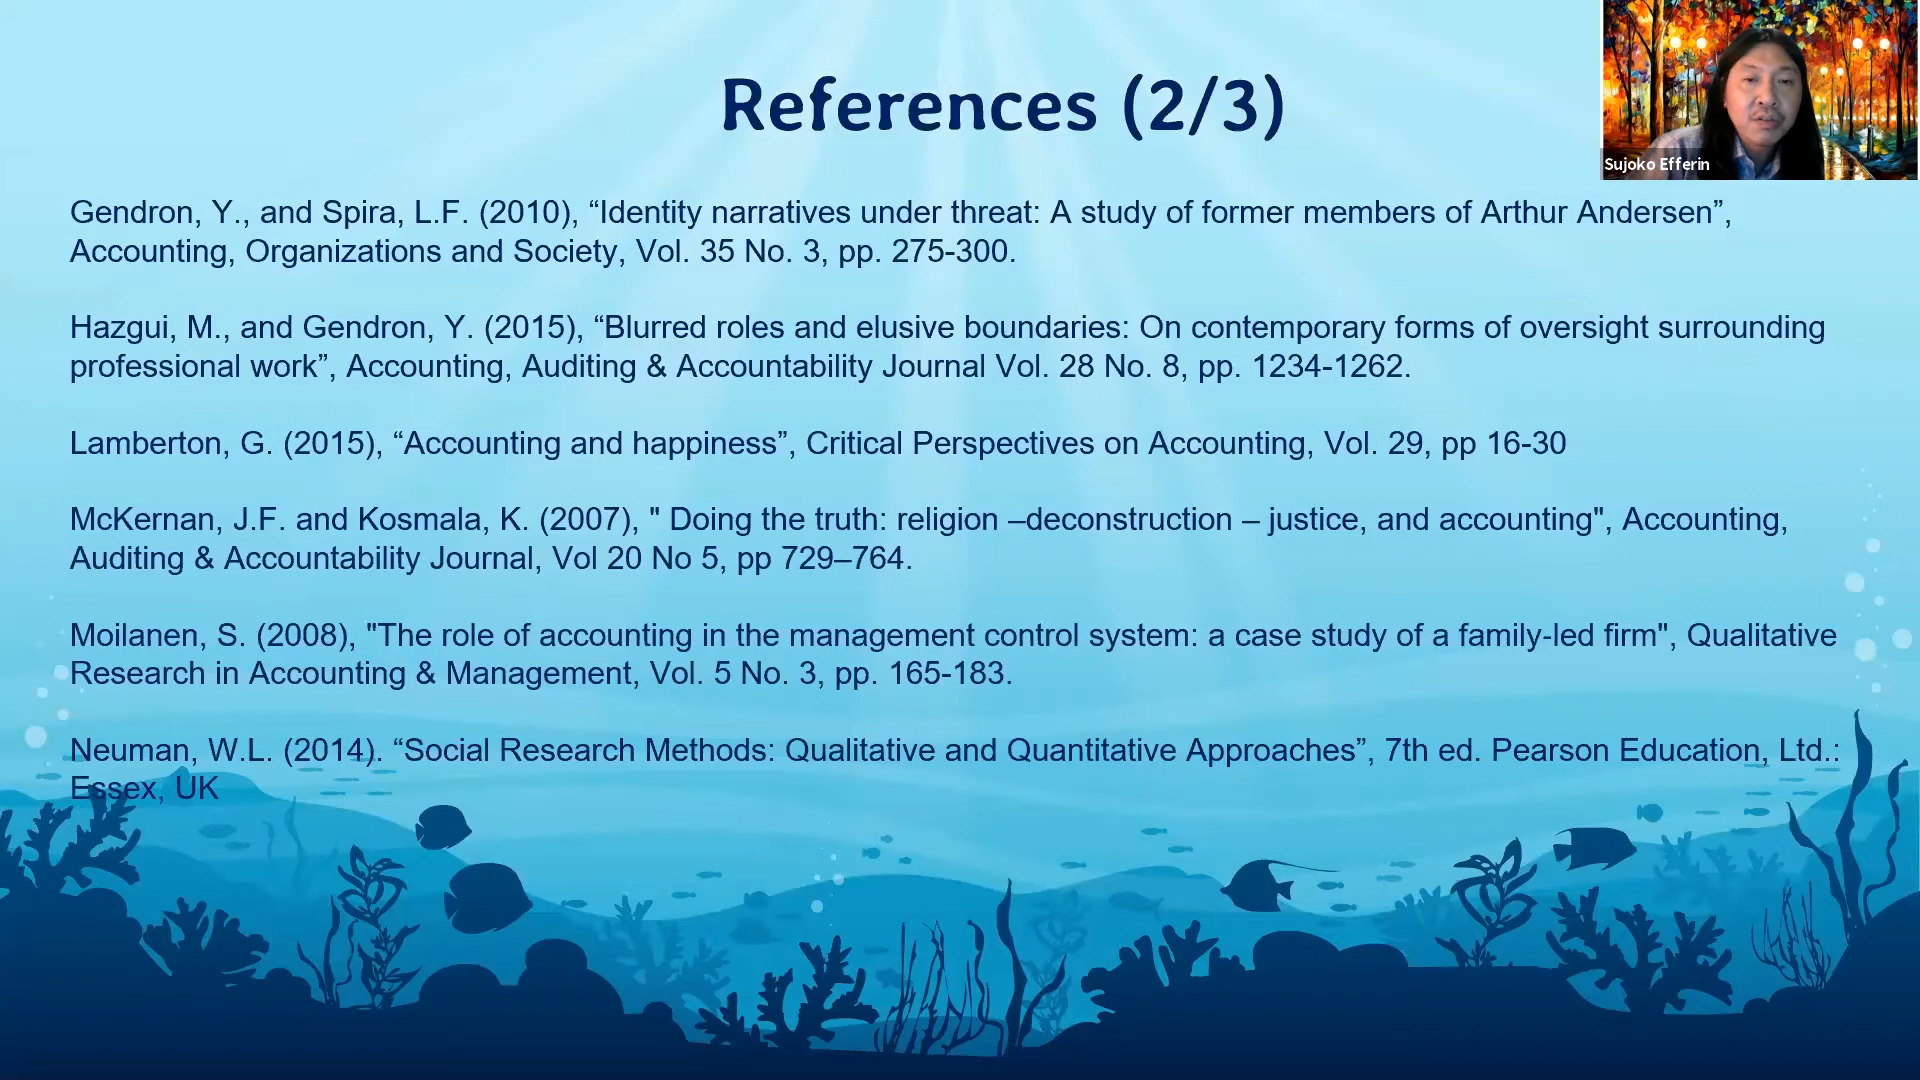 References (2/3)
Sujoko Efferin
Gendron, Y., and Spira, L.F. (2010), “Identity narratives under threat: A study of former members of Arthur Andersen”,
Accounting, Organizations and Society, Vol. 35 No. 3, pp. 275-300.
Hazgui, M., and Gendron, Y. (2015), “Blurred roles and elusive boundaries: On contemporary forms of oversight surrounding
professional work”, Accounting, Auditing & Accountability Journal Vol. 28 No. 8, pp. 1234-1262.
Lamberton, G. (2015), “Accounting and happiness”, Critical Perspectives on Accounting, Vol. 29, pp 16-30
McKernan, J.F. and Kosmala, K. (2007), " Doing the truth: religion –deconstruction – justice, and accounting", Accounting,
Auditing & Accountability Journal, Vol 20 No 5, pp 729–764.
Moilanen, S. (2008), "The role of accounting in the management control system: a case study of a family-led firm", Qualitative
Research in Accounting & Management, Vol. 5 No. 3, pp. 165-183.
Neuman, W.L. (2014). “Social Research Methods: Qualitative and Quantitative Approaches”, 7th ed. Pearson Education, Ltd.:
Essex, UK